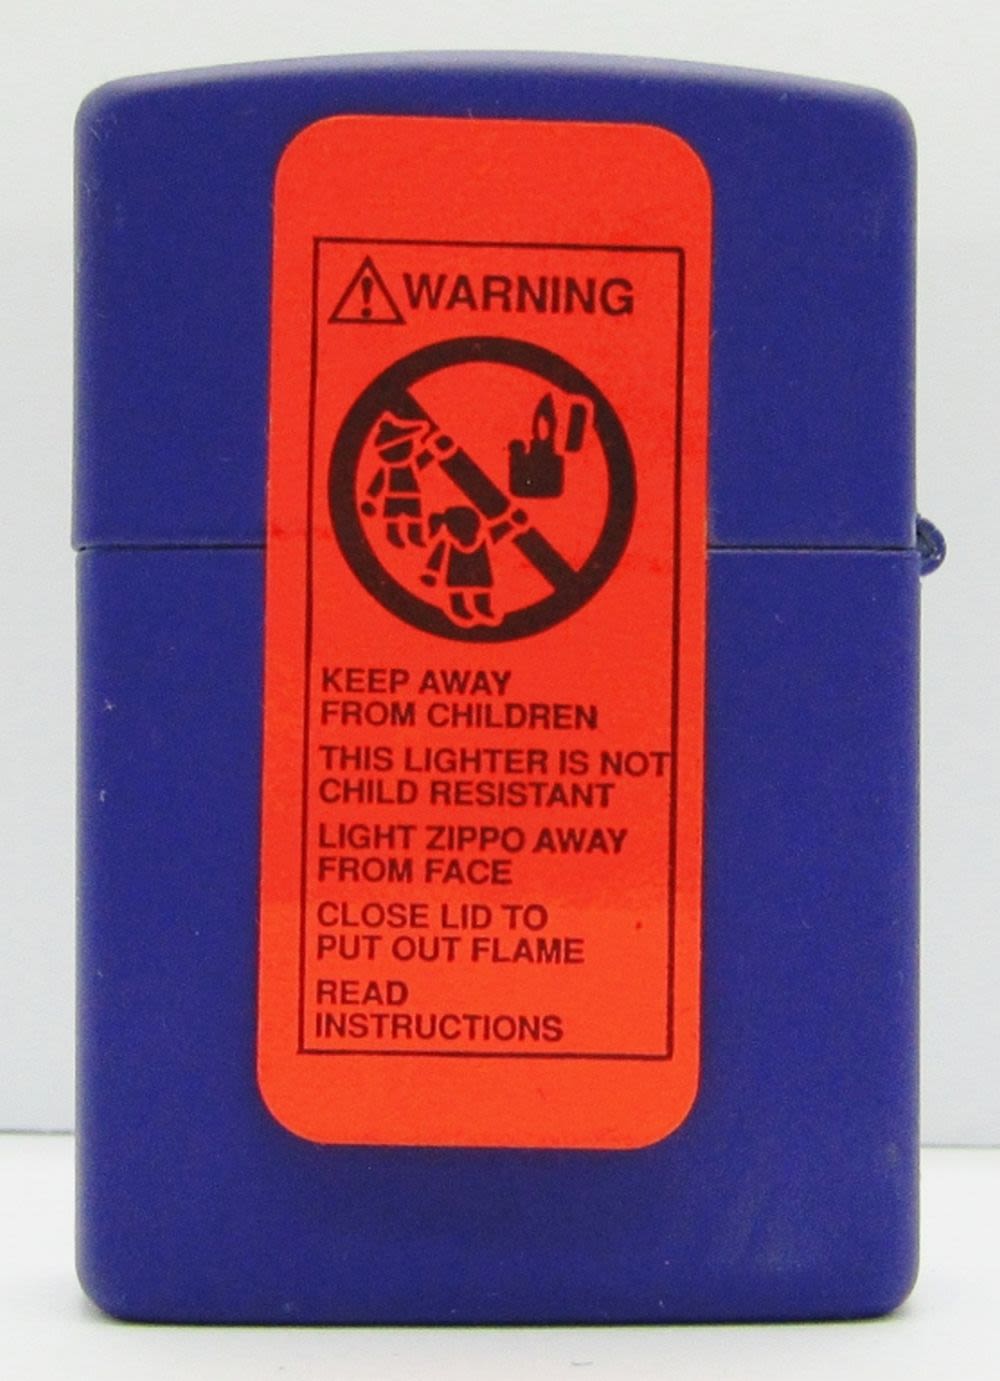 WARNING
KEEP AWAY
FROM CHILDREN
THIS LIGHTER IS NOT
CHILD RESISTANT
LIGHT ZIPPO AWAY
FROM FACE
CLOSE LID TO
PUT OUT FLAME
READ
INSTRUCTIONS